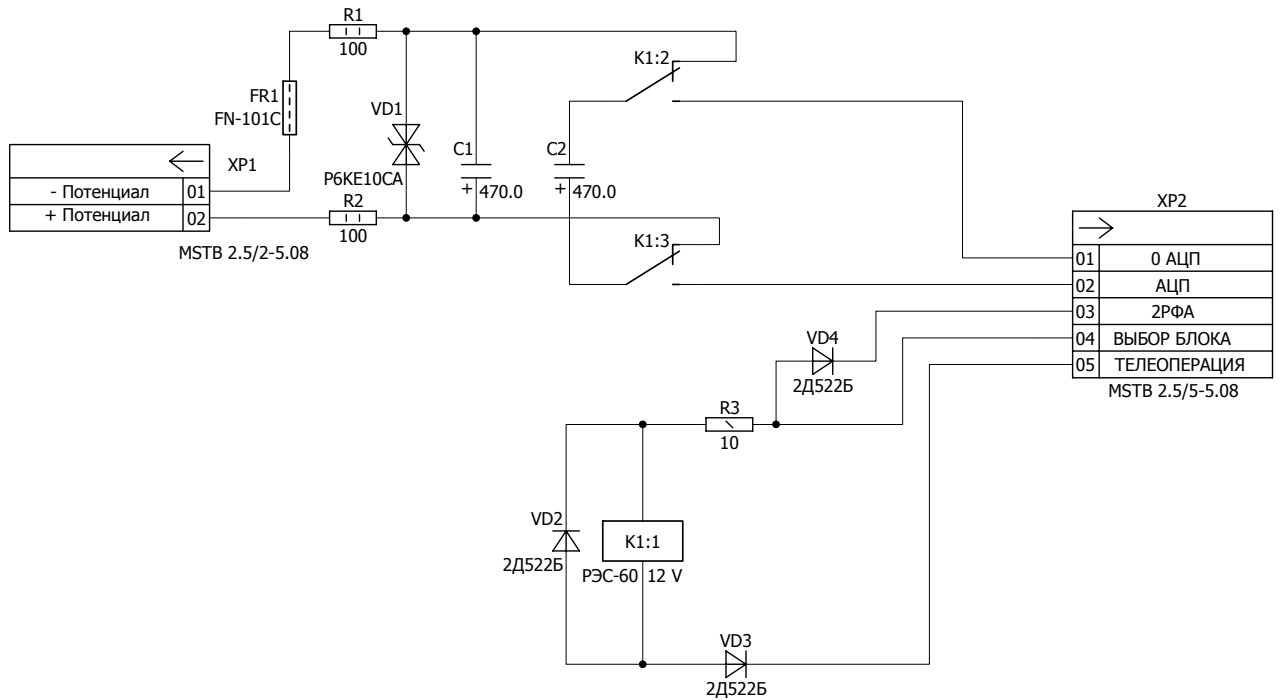 R1
100
FR1
FN-101C
VD1
P6KE10CA
C1
+ 470.0
C2
+ 470.0
K1:2
XP1
- Потенциал 01
+ Потенциал 02
MSTB 2.5/2-5.08
R2
100
K1:3
XP2
01 0 АЦП
02 АЦП
03 2РФА
04 ВЫБОР БЛОКА
05 ТЕЛЕОПЕРАЦИЯ
MSTB 2.5/5-5.08
VD4
2Д522Б
R3
10
VD2
2Д522Б
K1:1
РЭС-60 12 V
VD3
2Д522Б